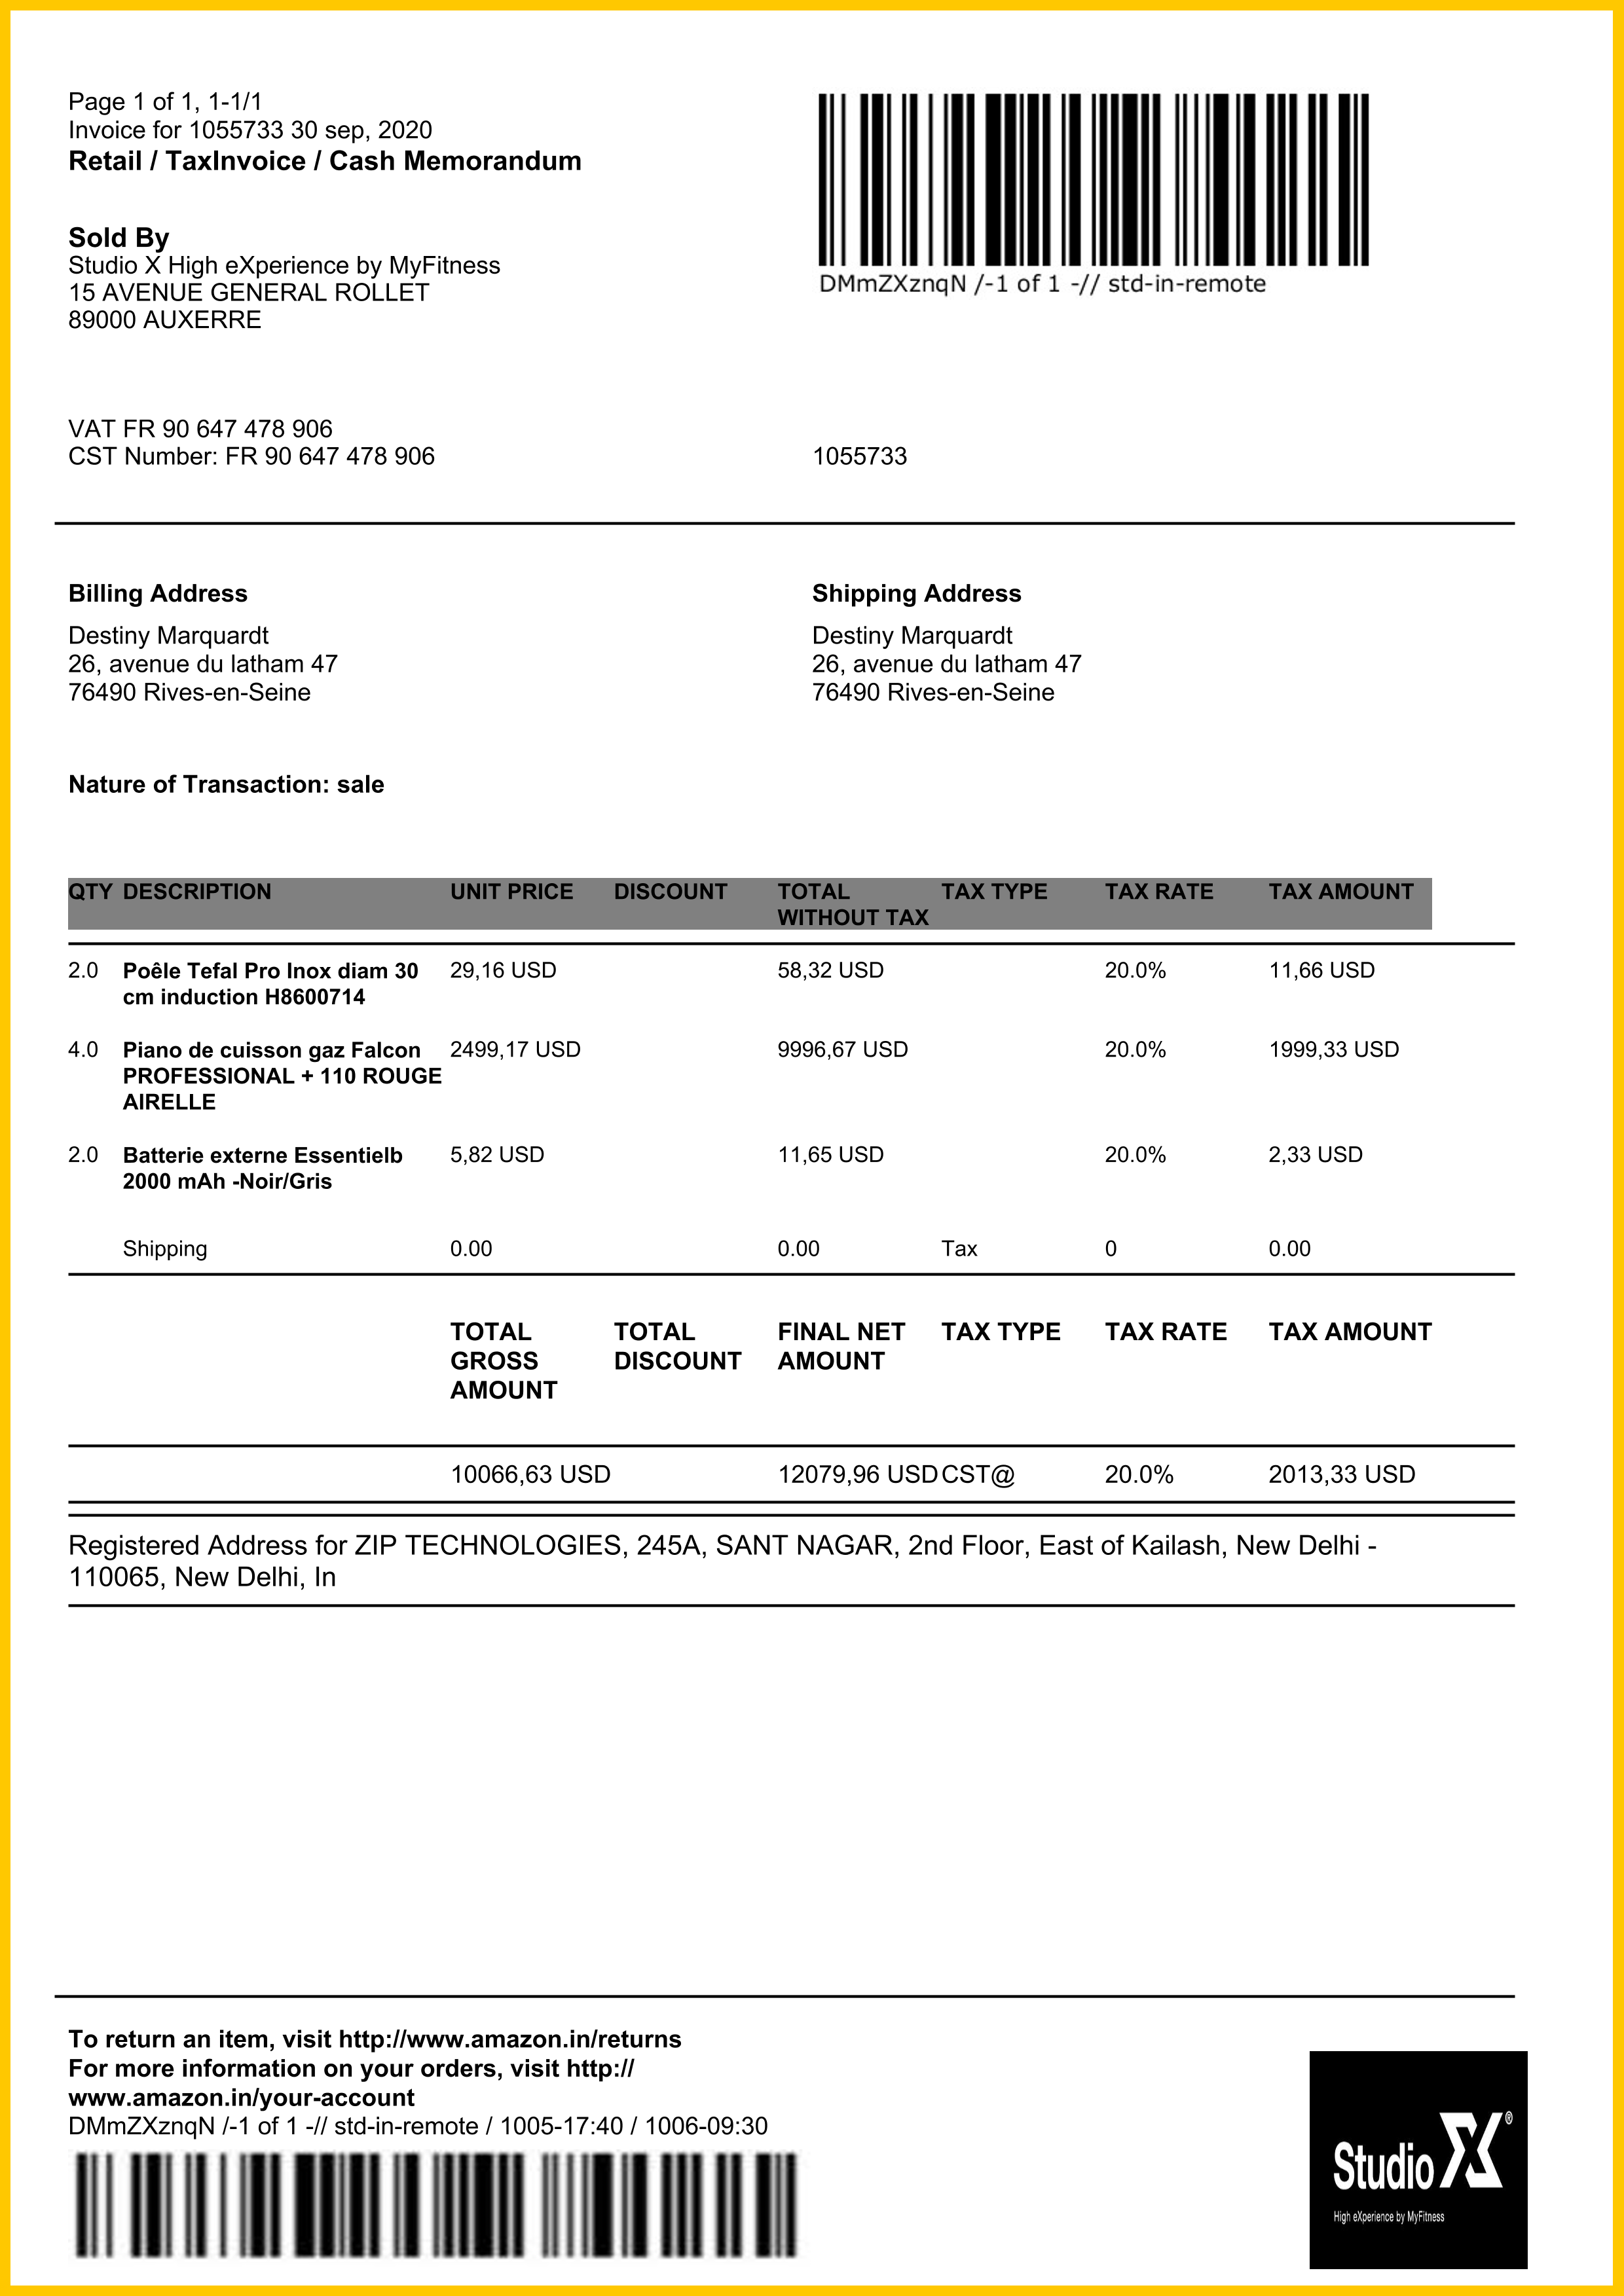 Page 1 of 1, 1-1/1
Invoice for 1055733 30 sep, 2020
Retail / TaxInvoice / Cash Memorandum
DMmZXznqN /-1 of 1 -// std-in-remote
Sold By
Studio X High eXperience by MyFitness
15 AVENUE GENERAL ROLLET
89000 AUXERRE
VAT FR 90 647 478 906
CST Number: FR 90 647 478 906 1055733
Billing Address
Destiny Marquardt
26, avenue du latham 47
76490 Rives-en-Seine
Shipping Address
Destiny Marquardt
26, avenue du latham 47
76490 Rives-en-Seine
Nature of Transaction: sale
QTY DESCRIPTION UNIT PRICE DISCOUNT TOTAL TAX TYPE TAX RATE TAX AMOUNT
WITHOUT TAX
2.0 Poêle Tefal Pro Inox diam 30 29,16 USD 58,32 USD 20.0% 11,66 USD
cm induction H8600714
4.0 Piano de cuisson gaz Falcon 2499,17 USD 9996,67 USD 20.0% 1999,33 USD
PROFESSIONAL + 110 ROUGE
AIRELLE
2.0 Batterie externe Essentielb 5,82 USD 11,65 USD 20.0% 2,33 USD
2000 mAh -Noir/Gris
Shipping 0.00 0.00 Tax 0 0.00
TOTAL TOTAL FINAL NET TAX TYPE TAX RATE TAX AMOUNT
GROSS DISCOUNT AMOUNT
AMOUNT
10066,63 USD 12079,96 USD CST@ 20.0% 2013,33 USD
Registered Address for ZIP TECHNOLOGIES, 245A, SANT NAGAR, 2nd Floor, East of Kailash, New Delhi -
110065, New Delhi, In
To return an item, visit http://www.amazon.in/returns
For more information on your orders, visit http://
www.amazon.in/your-account
DMmZXznqN /-1 of 1 -// std-in-remote / 1005-17:40 / 1006-09:30
Studio X®
High eXperience by MyFitness